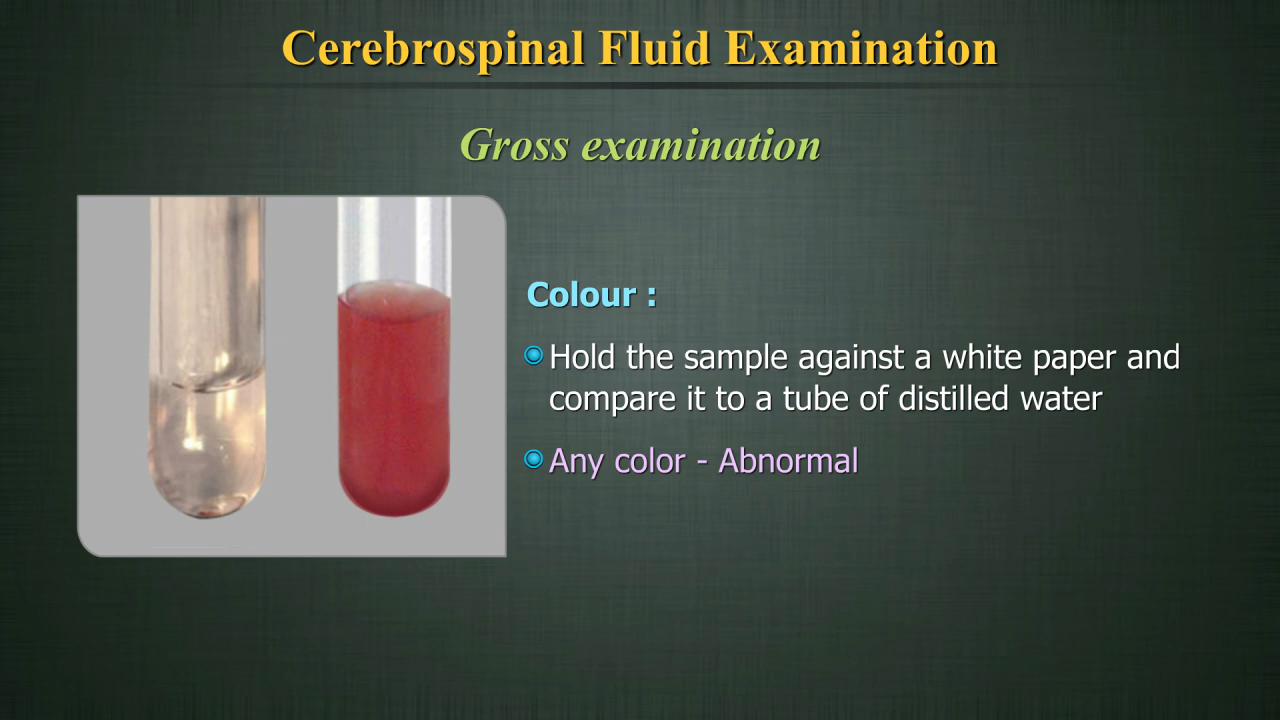 Cerebrospinal Fluid Examination
Gross examination
Colour :
Hold the sample against a white paper and
compare it to a tube of distilled water
Any color - Abnormal